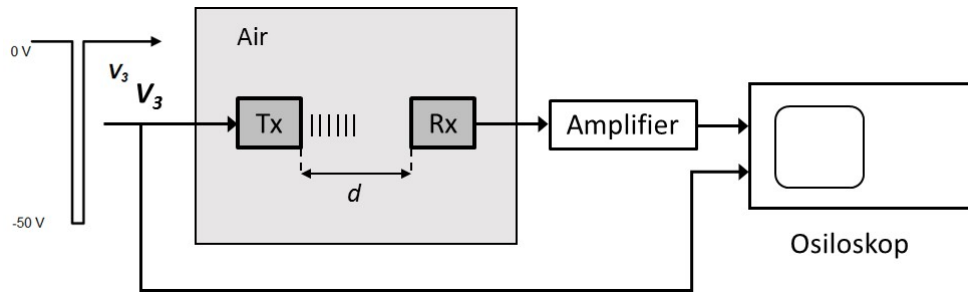 0 V
V3
V3
-50 V
Air
Tx
Rx
d
Amplifier
Osiloskop